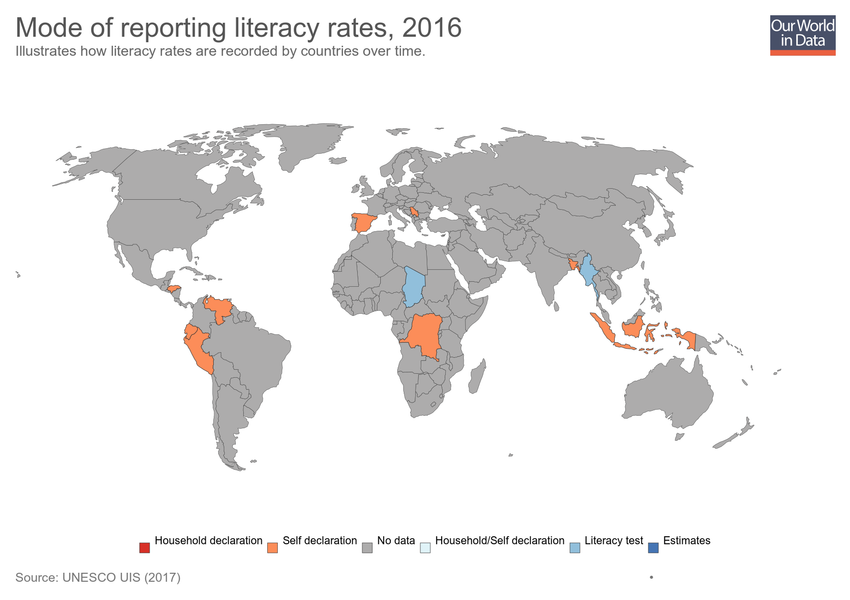 Mode of reporting literacy rates, 2016
Illustrates how literacy rates are recorded by countries over time.
Our World
in Data
Household declaration Self declaration No data Household/Self declaration Literacy test Estimates
Source: UNESCO UIS (2017)